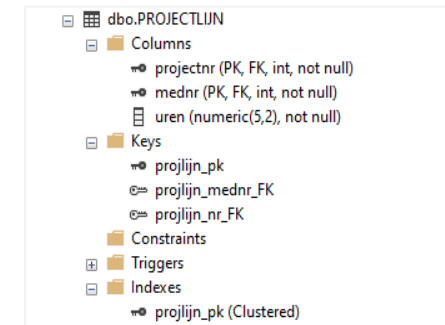 dbo.PROJECTLIJN
Columns
projectnr (PK, FK, int, not null)
mednr (PK, FK, int, not null)
uren (numeric(5,2), not null)
Keys
projlijn_pk
projlijn_mednr_FK
projlijn_nr_FK
Constraints
Triggers
Indexes
projlijn_pk (Clustered)